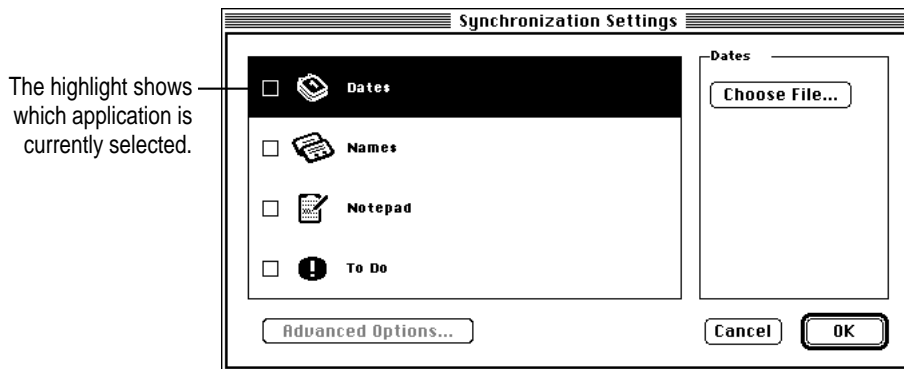 Synchronization Settings
The highlight shows
which application is
currently selected.
Dates
Names
Notepad
To Do
Dates
Choose File...
Advanced Options...
Cancel
OK